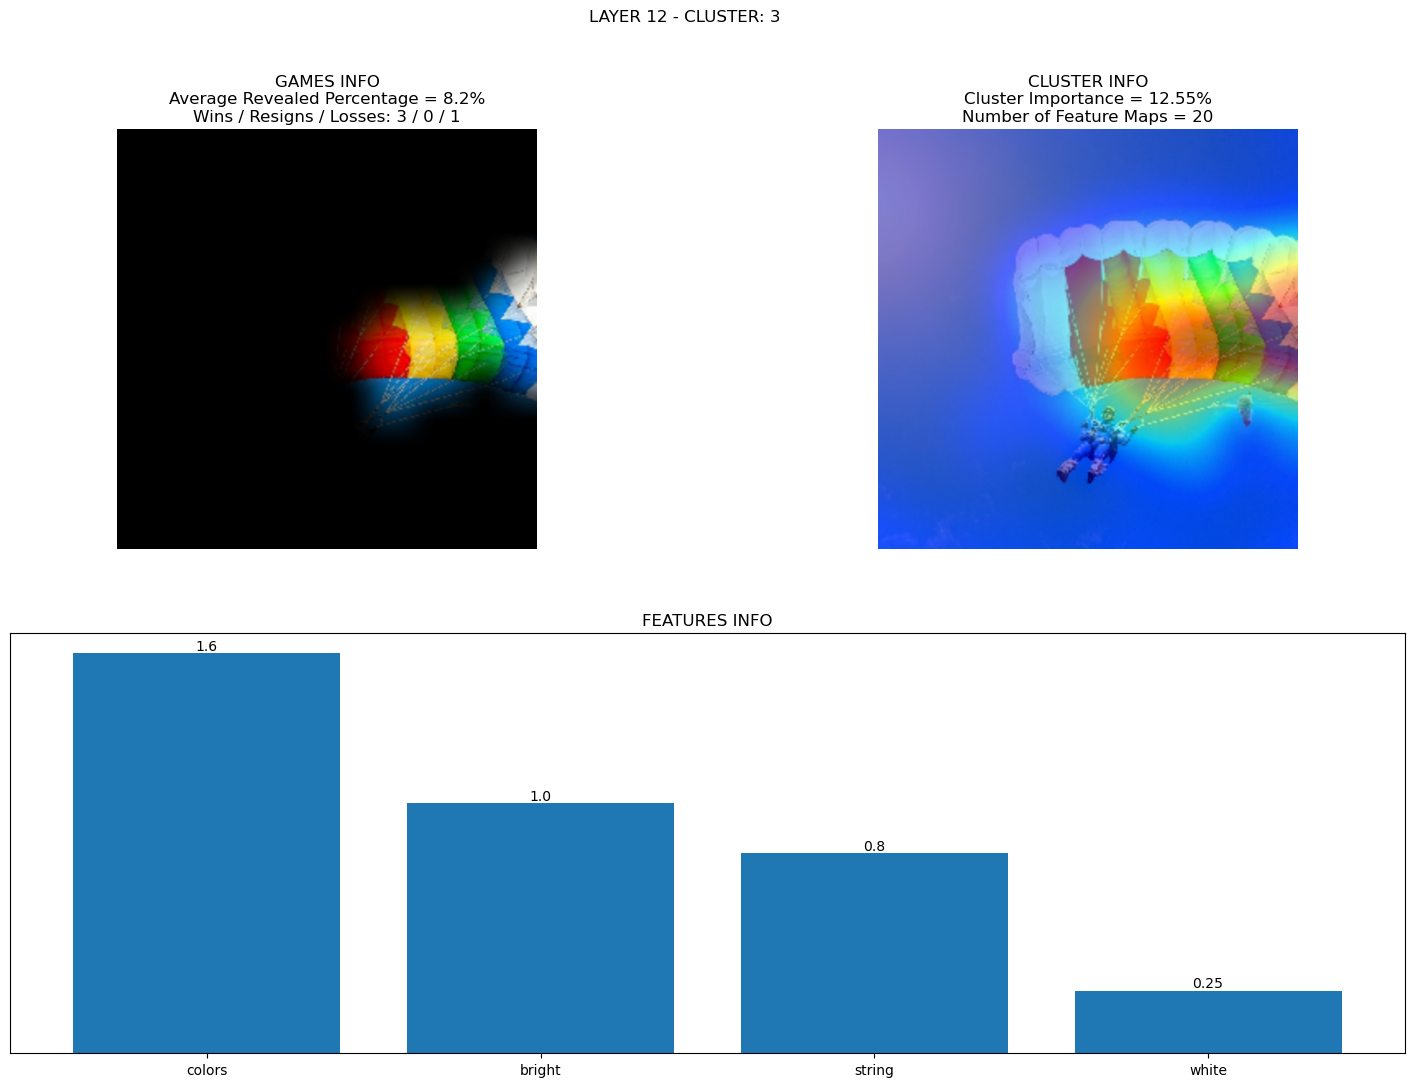 LAYER 12 - CLUSTER: 3
GAMES INFO
Average Revealed Percentage = 8.2%
Wins / Resigns / Losses: 3 / 0 / 1
CLUSTER INFO
Cluster Importance = 12.55%
Number of Feature Maps = 20
FEATURES INFO
1.6
1.0
0.8
0.25
colors bright string white